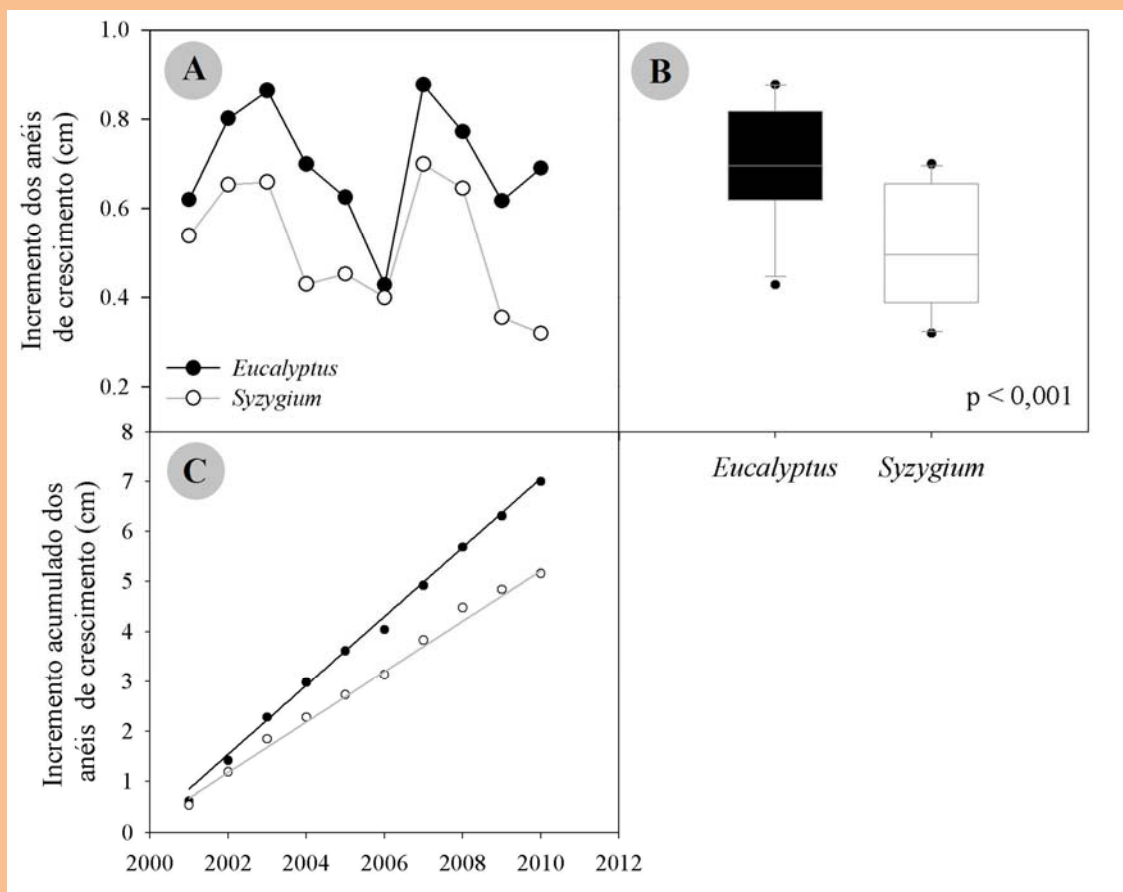 Incremento dos anéis
de crescimento (cm)
1.0
0.8
0.6
0.4
0.2
A
Eucalyptus
Syzygium
B
p < 0,001
Eucalyptus
Syzygium
Incremento acumulado dos
anéis de crescimento (cm)
8
7
6
5
4
3
2
1
0
C
2000 2002 2004 2006 2008 2010 2012